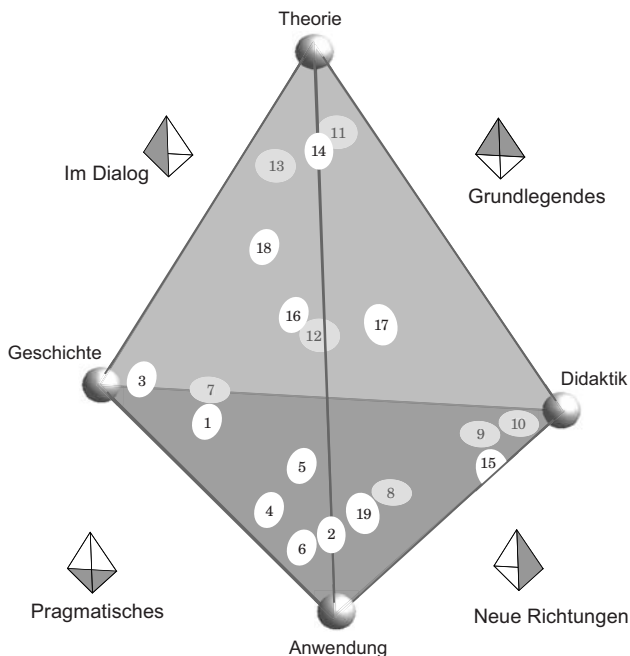 Theorie
11
14
13
Im Dialog
Grundlegendes
18
16
17
12
Geschichte
3
7
Didaktik
1
10
9
5
15
8
4
19
2
6
Pragmatisches
Neue Richtungen
Anwendung